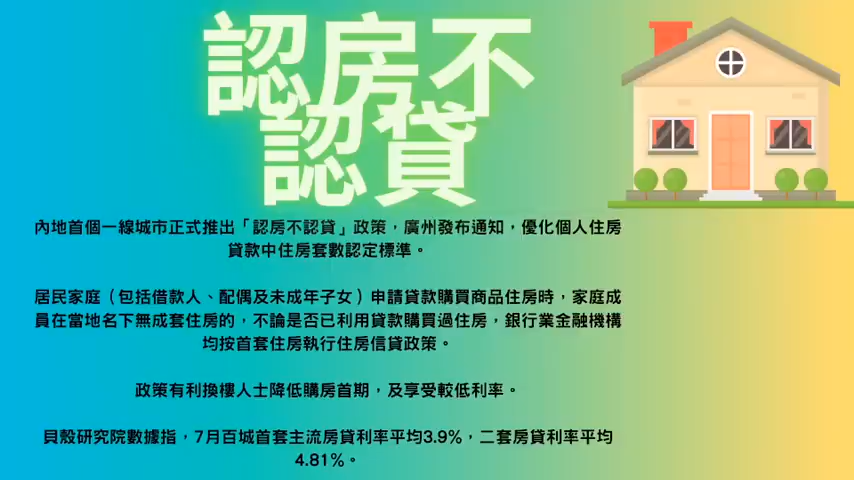 認房不
認貸
內地首個一線城市正式推出「認房不認貸」政策，廣州發布通知，優化個人住房
貸款中住房套數認定標準。
居民家庭（包括借款人、配偶及未成年子女）申請貸款購買商品住房時，家庭成
員在當地名下無成套住房的，不論是否已利用貸款購買過住房，銀行業金融機構
均按首套住房執行住房信貸政策。
政策有利換樓人士降低購房首期，及享受較低利率。
貝殼研究院數據指，7月百城首套主流房貸利率平均3.9%，二套房貸利率平均
4.81%。